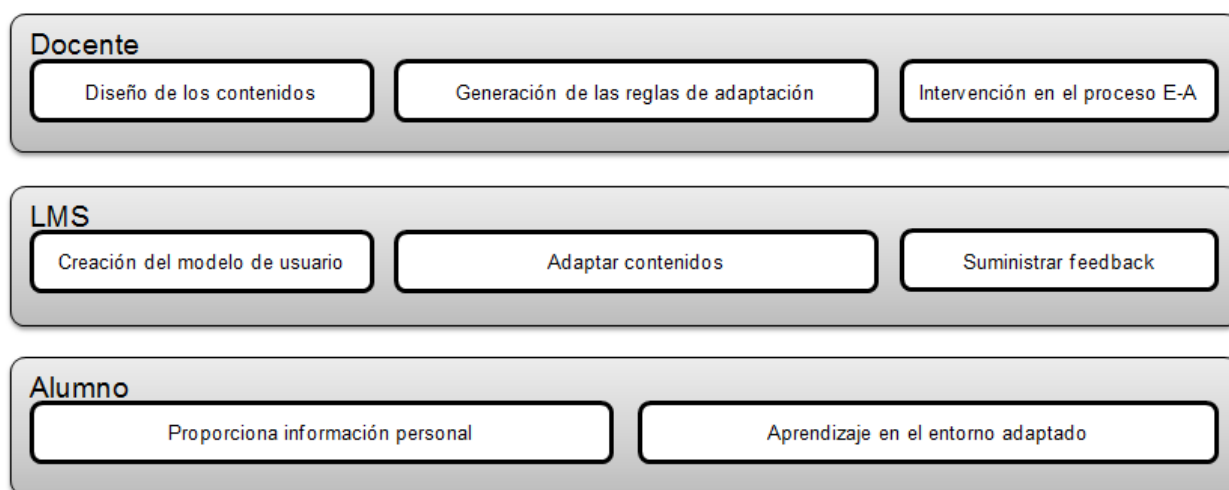 Docente
Diseño de los contenidos
Generación de las reglas de adaptación
Intervención en el proceso E-A
LMS
Creación del modelo de usuario
Adaptar contenidos
Suministrar feedback
Alumno
Proporciona información personal
Aprendizaje en el entorno adaptado